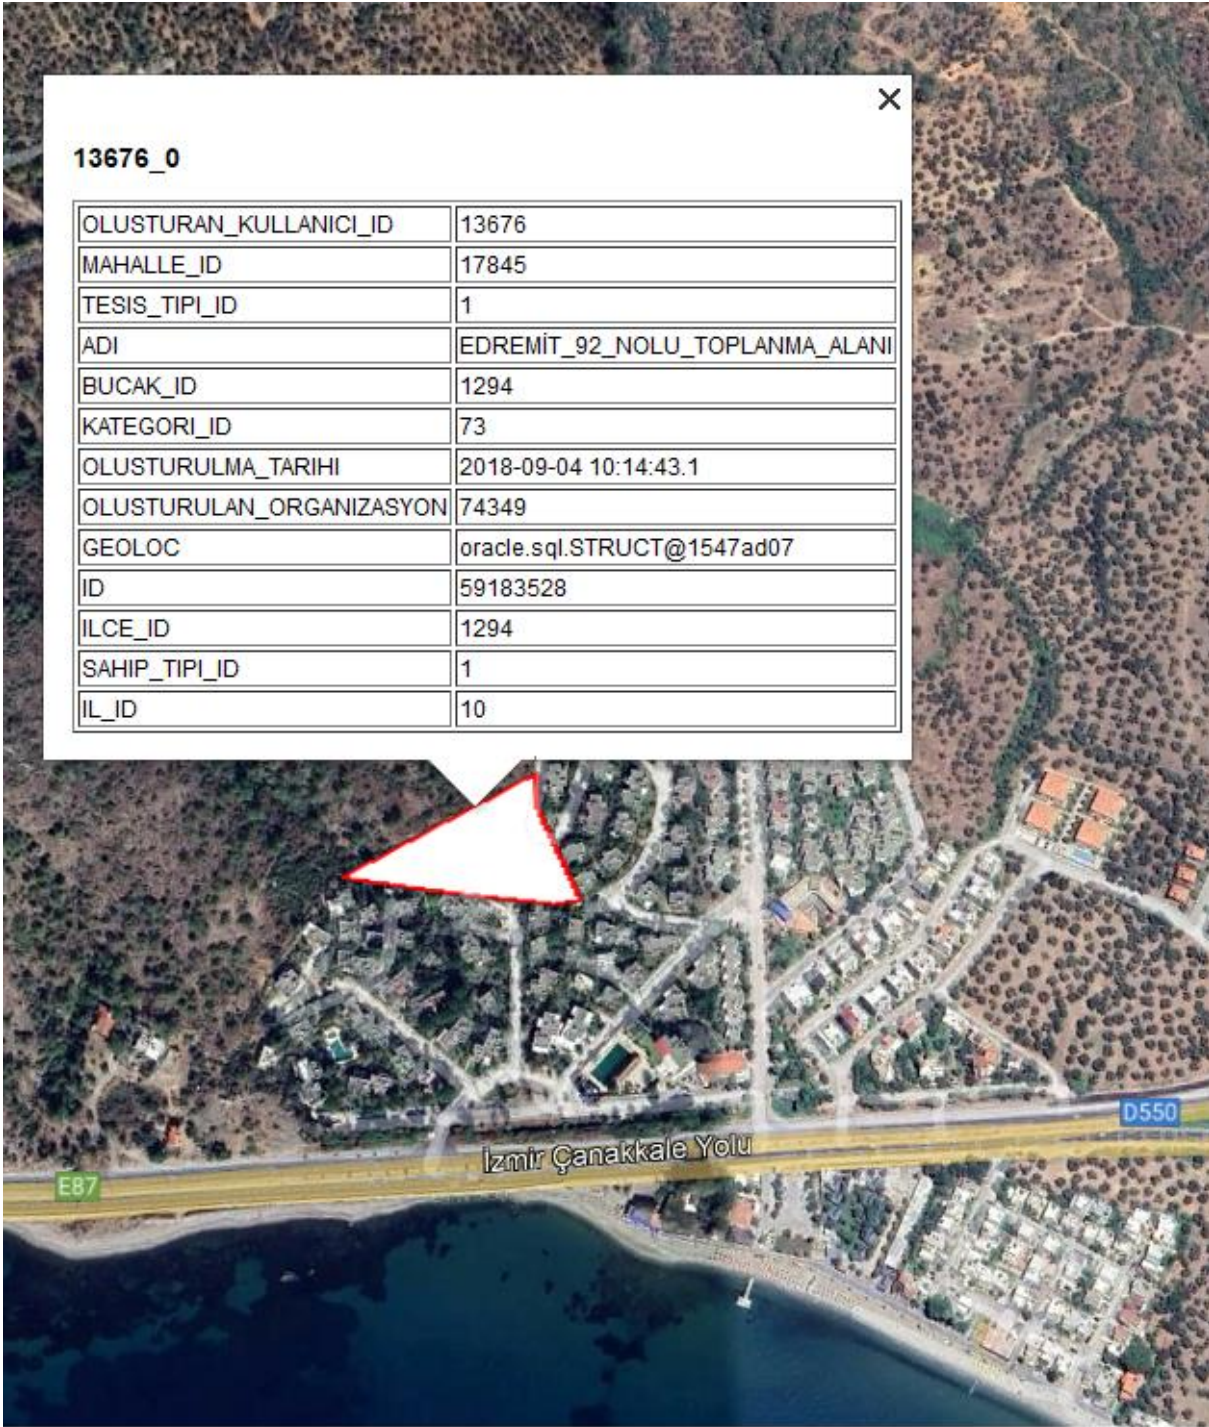 13676_0
OLUSTURAN_KULLANICI_ID 13676
MAHALLE_ID 17845
TESIS_TIPI_ID 1
ADI EDREMİT_92_NOLU_TOPLANMA_ALANI
BUCAK_ID 1294
KATEGORI_ID 73
OLUSTURULMA_TARIHI 2018-09-04 10:14:43.1
OLUSTURULAN_ORGANIZASYON 74349
GEOLOC oracle.sql.STRUCT@1547ad07
ID 59183528
ILCE_ID 1294
SAHIP_TIPI_ID 1
IL_ID 10
D550
İzmir Çanakkale Yolu
E87